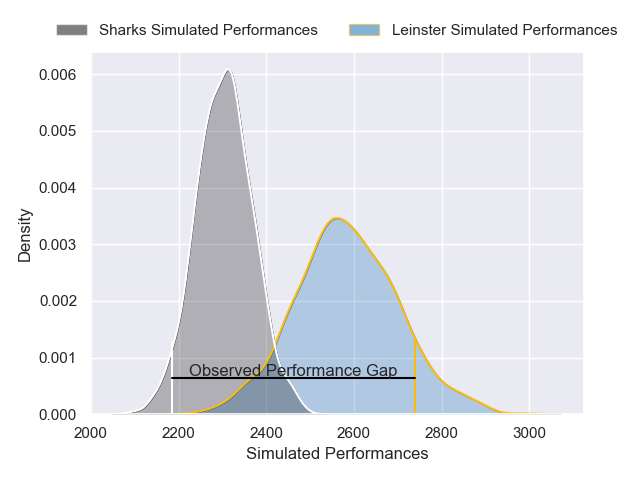 Sharks Simulated Performances
Leinster Simulated Performances
0.006
0.005
0.004
0.003
0.002
0.001
0.000
Density
Observed Performance Gap
2000 2200 2400 2600 2800 3000
Simulated Performances